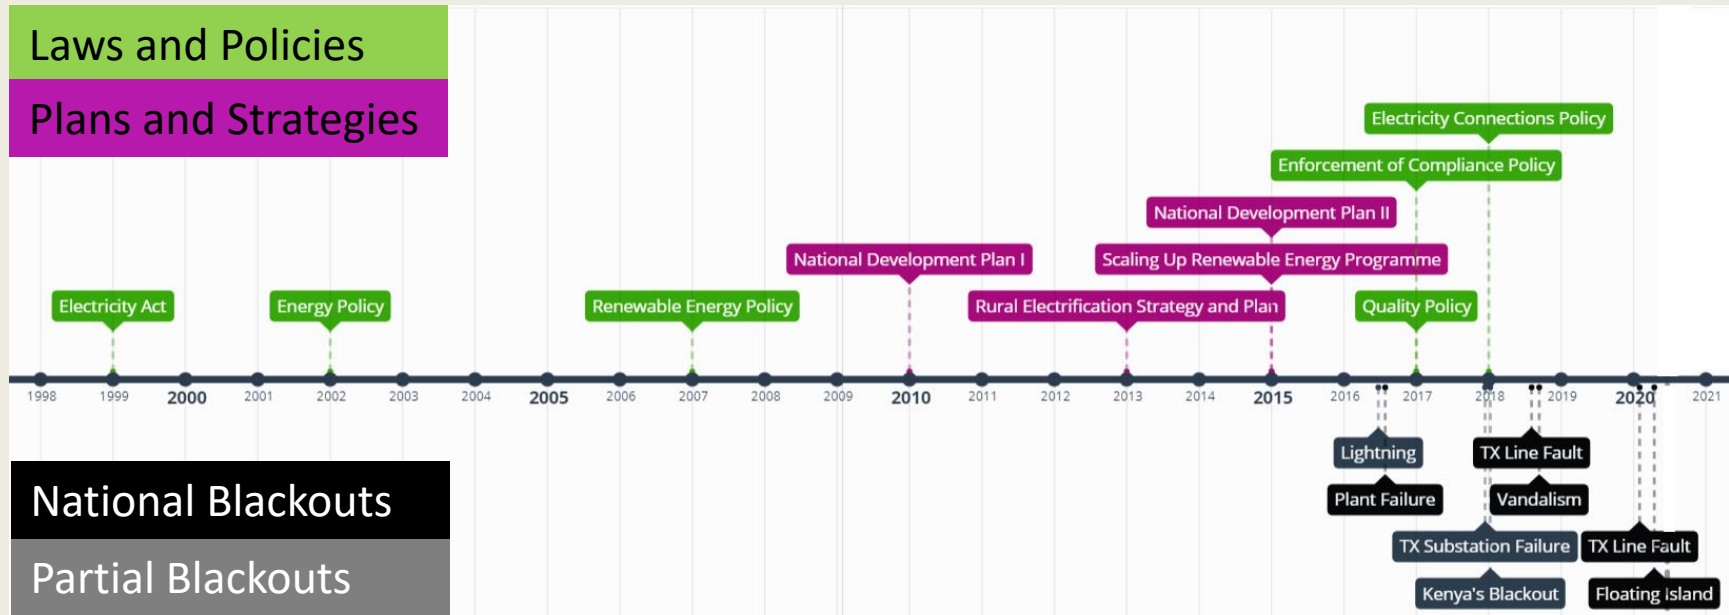 Laws and Policies
Plans and Strategies
Electricity Connections Policy
Enforcement of Compliance Policy
National Development Plan II
National Development Plan I
Scaling Up Renewable Energy Programme
Electricity Act
Energy Policy
Renewable Energy Policy
Rural Electrification Strategy and Plan
Quality Policy
1998 1999 2000 2001 2002 2003 2004 2005 2006 2007 2008 2009 2010 2011 2012 2013 2014 2015 2016 2017 2018 2019 2020 2021
Lightning
TX Line Fault
National Blackouts
Plant Failure
Vandalism
TX Substation Failure
TX Line Fault
Partial Blackouts
Kenya's Blackout
Floating Island